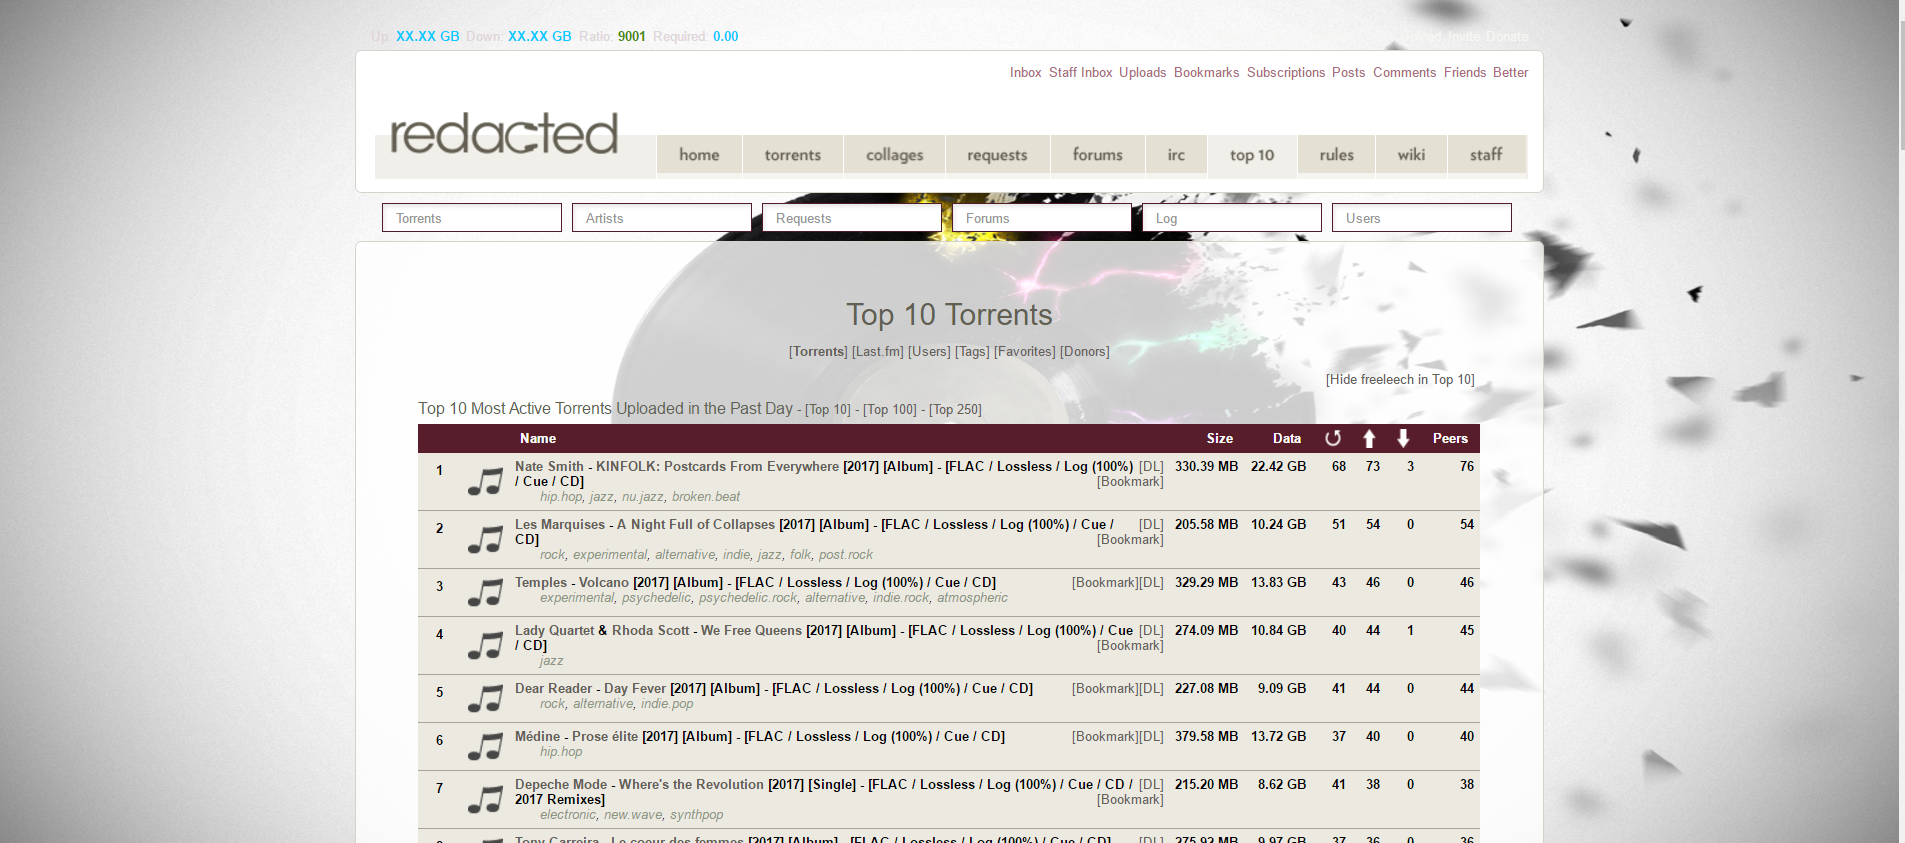 Up: XX.XX GB Down: XX.XX GB Ratio: 9001 Required: 0.00
Upload Invite Donate
Inbox Staff Inbox Uploads Bookmarks Subscriptions Posts Comments Friends Better
redacted
home torrents collages requests forums irc top 10 rules wiki staff
Torrents Artists Requests Forums Log Users
Top 10 Torrents
[Torrents] [Last.fm] [Users] [Tags] [Favorites] [Donors]
[Hide freeleech in Top 10]
Top 10 Most Active Torrents Uploaded in the Past Day - [Top 10] - [Top 100] - [Top 250]
Name Size Data Peers
1 Nate Smith - KINFOLK: Postcards From Everywhere [2017] [Album] - [FLAC / Lossless / Log (100%) [DL] 330.39 MB 22.42 GB 68 73 3 76
/ Cue / CD] [Bookmark]
hip.hop, jazz, nu.jazz, broken.beat
2 Les Marquises - A Night Full of Collapses [2017] [Album] - [FLAC / Lossless / Log (100%) / Cue / [DL] 205.58 MB 10.24 GB 51 54 0 54
CD] [Bookmark]
rock, experimental, alternative, indie, jazz, folk, post.rock
3 Temples - Volcano [2017] [Album] - [FLAC / Lossless / Log (100%) / Cue / CD] [Bookmark][DL] 329.29 MB 13.83 GB 43 46 0 46
experimental, psychedelic, psychedelic.rock, alternative, indie.rock, atmospheric
4 Lady Quartet & Rhoda Scott - We Free Queens [2017] [Album] - [FLAC / Lossless / Log (100%) / Cue [DL] 274.09 MB 10.84 GB 40 44 1 45
/ CD] [Bookmark]
jazz
5 Dear Reader - Day Fever [2017] [Album] - [FLAC / Lossless / Log (100%) / Cue / CD] [Bookmark][DL] 227.08 MB 9.09 GB 41 44 0 44
rock, alternative, indie.pop
6 Médine - Prose élite [2017] [Album] - [FLAC / Lossless / Log (100%) / Cue / CD] [Bookmark][DL] 379.58 MB 13.72 GB 37 40 0 40
hip.hop
7 Depeche Mode - Where's the Revolution [2017] [Single] - [FLAC / Lossless / Log (100%) / Cue / CD / [DL] 215.20 MB 8.62 GB 41 38 0 38
2017 Remixes] [Bookmark]
electronic, new.wave, synthpop
Tony Carreira - Le coeur des femmes [2017] [Album] - [FLAC / Lossless / Log (100%) / Cue / CD] [DL] 275.92 MB 9.97 GB 37 36 0 36